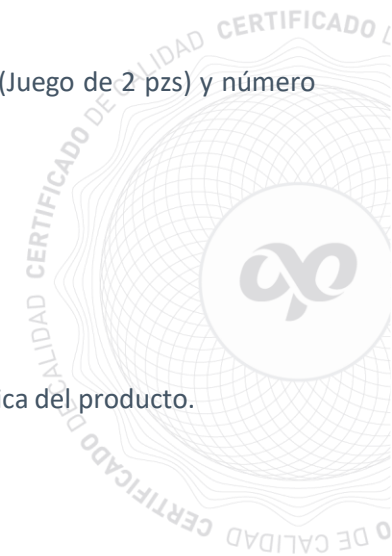 CERTIFICADO DE CALIDAD CERTIFICADO D
(Juego de 2 pzs) y número
ica del producto.
CERTIFICADO DE CALIDAD